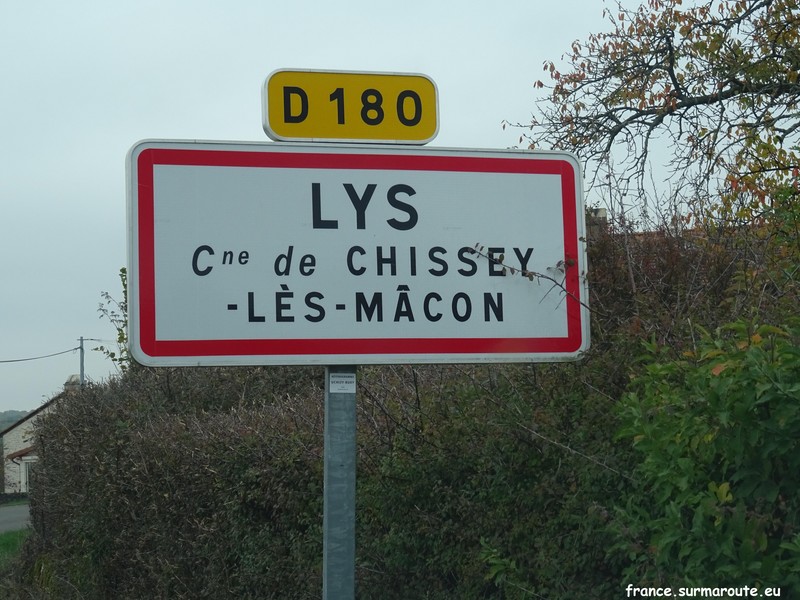 D 180
LYS
Cne de CHISSEY
-LÈS-MÂCON
france.surmaroute.eu